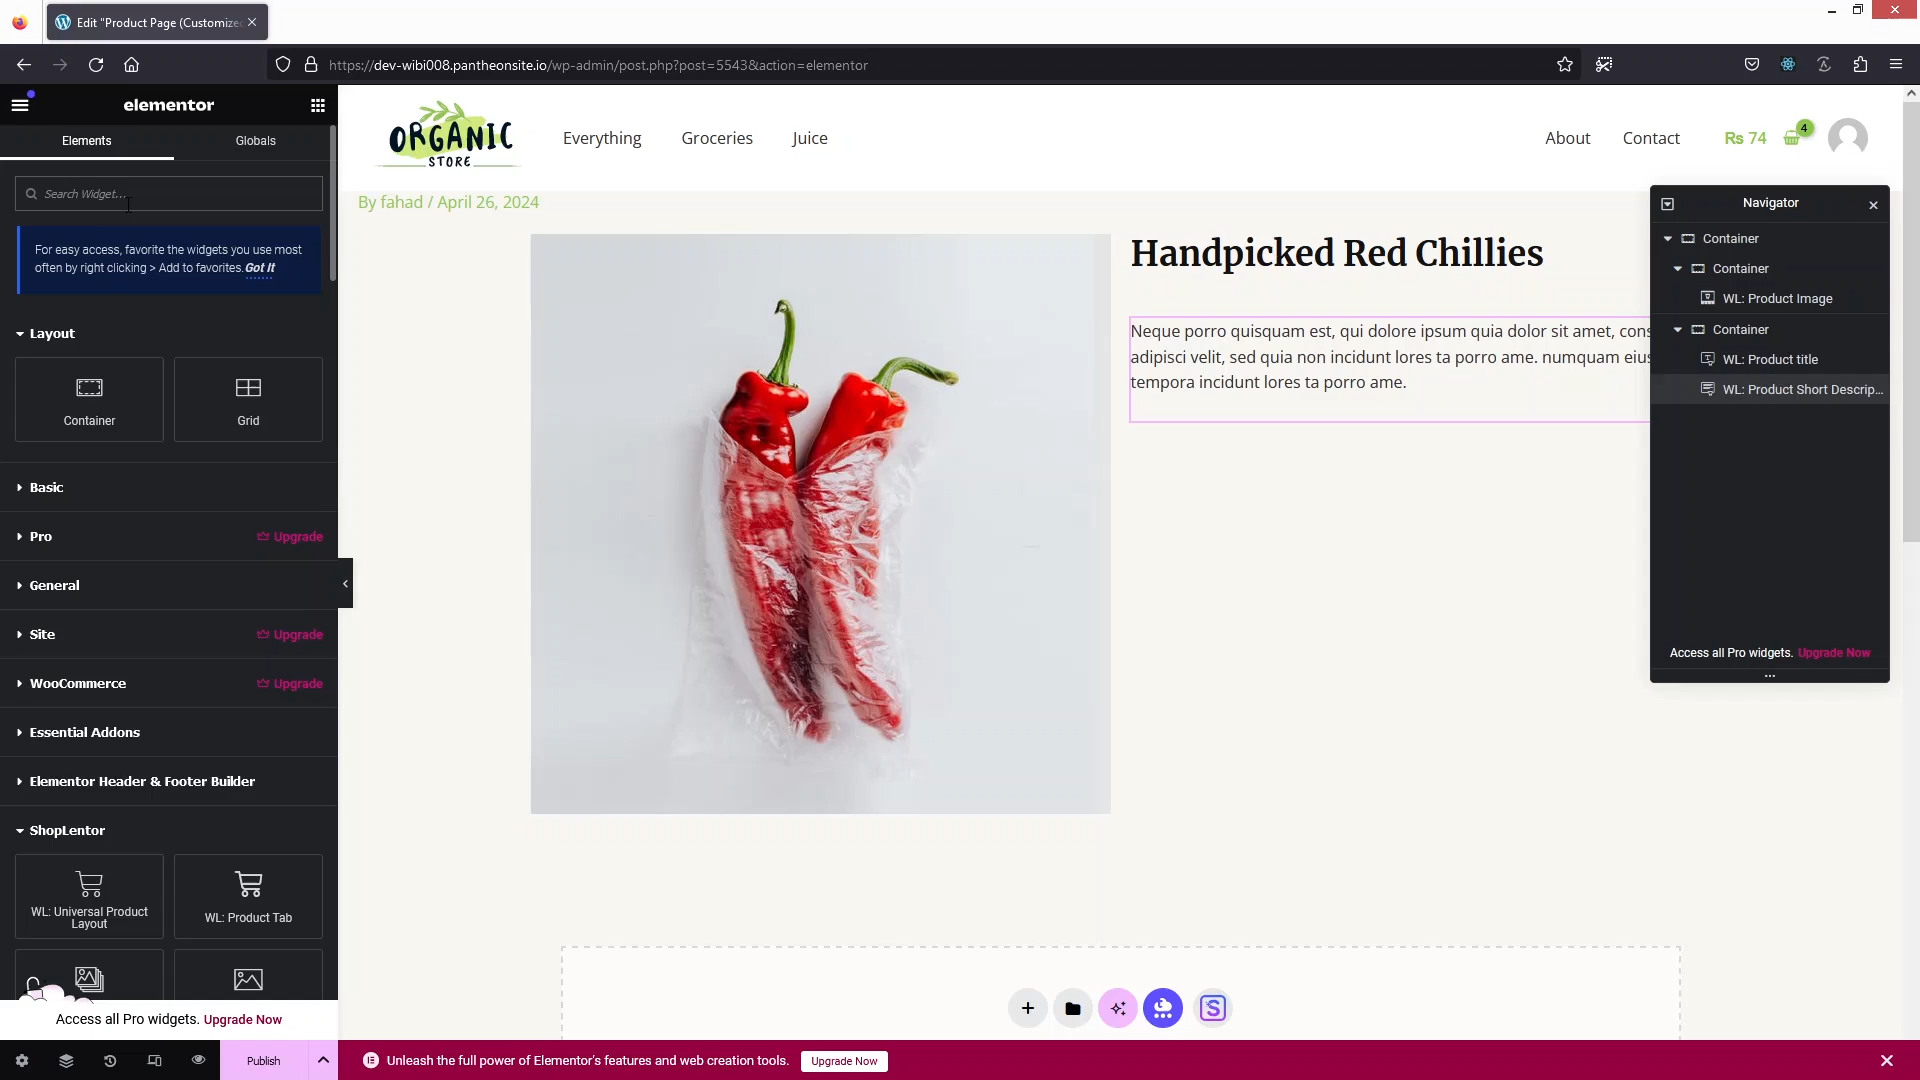 Edit "Product Page (Customize
https://dev-wibi008.pantheonsite.io/wp-admin/post.php?post=5543&action=elementor
elementor
Elements
Globals
Search Widget...
For easy access, favorite the widgets you use most
often by right clicking > Add to favorites. Got It
Layout
Container
Grid
Basic
Pro
Upgrade
General
Site
Upgrade
WooCommerce
Upgrade
Essential Addons
Elementor Header & Footer Builder
ShopLentor
WL: Universal Product
Layout
WL: Product Tab
Access all Pro widgets. Upgrade Now
Publish
ORGANIC
STORE
Everything
Groceries
Juice
About
Contact
₨ 74
4
By fahad / April 26, 2024
Handpicked Red Chillies
Neque porro quisquam est, qui dolore ipsum quia dolor sit amet, cons
adipisci velit, sed quia non incidunt lores ta porro ame. numquam eius
tempora incidunt lores ta porro ame.
Navigator
Container
Container
WL: Product Image
Container
WL: Product title
WL: Product Short Descrip...
Access all Pro widgets. Upgrade Now
Unleash the full power of Elementor's features and web creation tools.
Upgrade Now